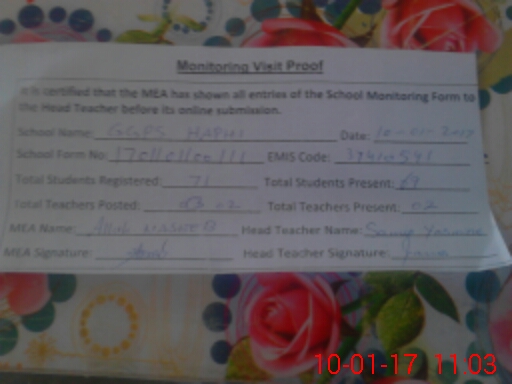 Monitoring Visit Proof
It is certified that the MEA has shown all entries of the School Monitoring Form to
the Head Teacher before its online submission.
School Name: GGPS Date: 10-01-2017
School Form No: EMIS Code:
Total Students Registered: 71 Total Students Present:
Total Teachers Posted: 02 Total Teachers Present: 02
MEA Name: Head Teacher Name:
MEA Signature: Head Teacher Signature:
10-01-17 11:03